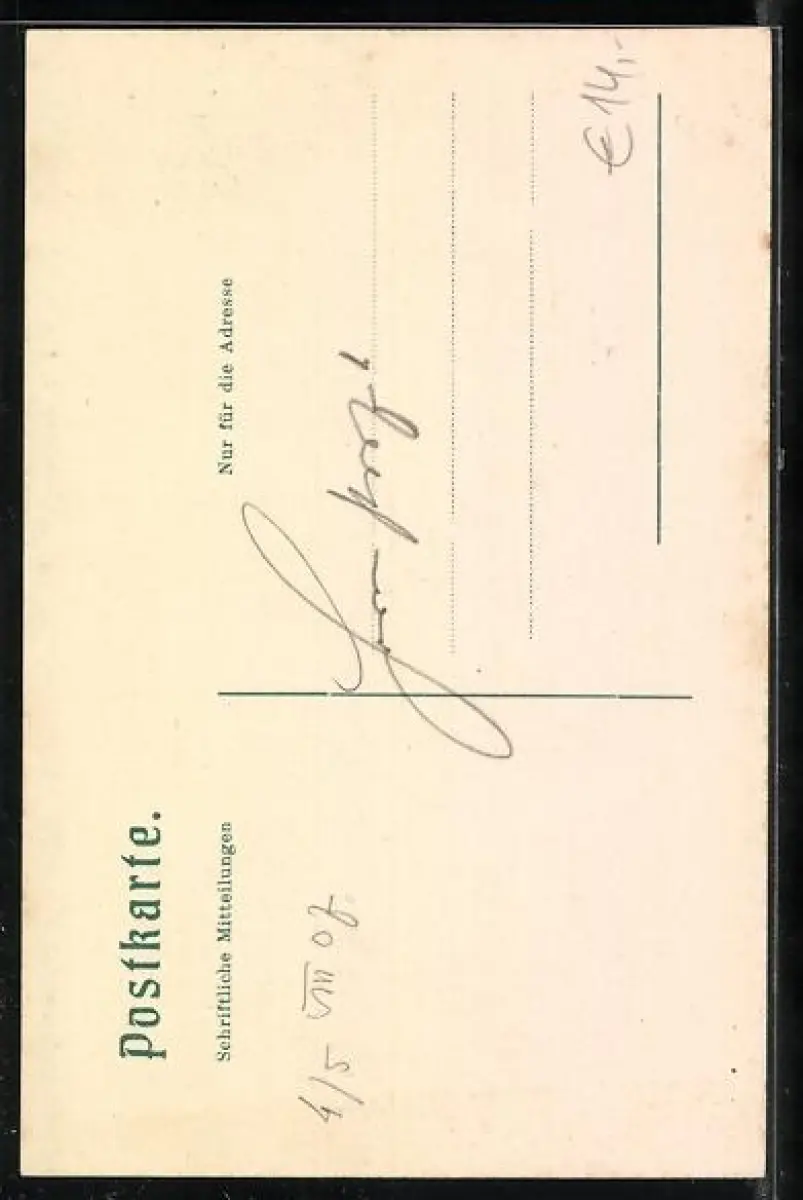 Postkarte.
Schriftliche Mitteilungen
Nur für die Adresse
4/5 VIII 07.
€ 14,-